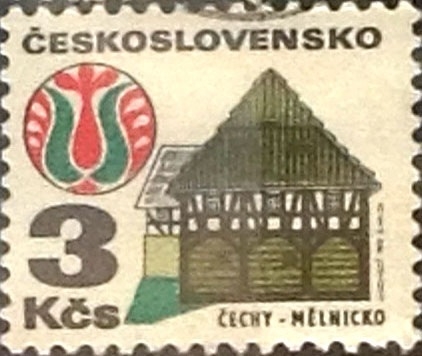 ČESKOSLOVENSKO
3
Kčs
ČECHY - MĚLNICKO